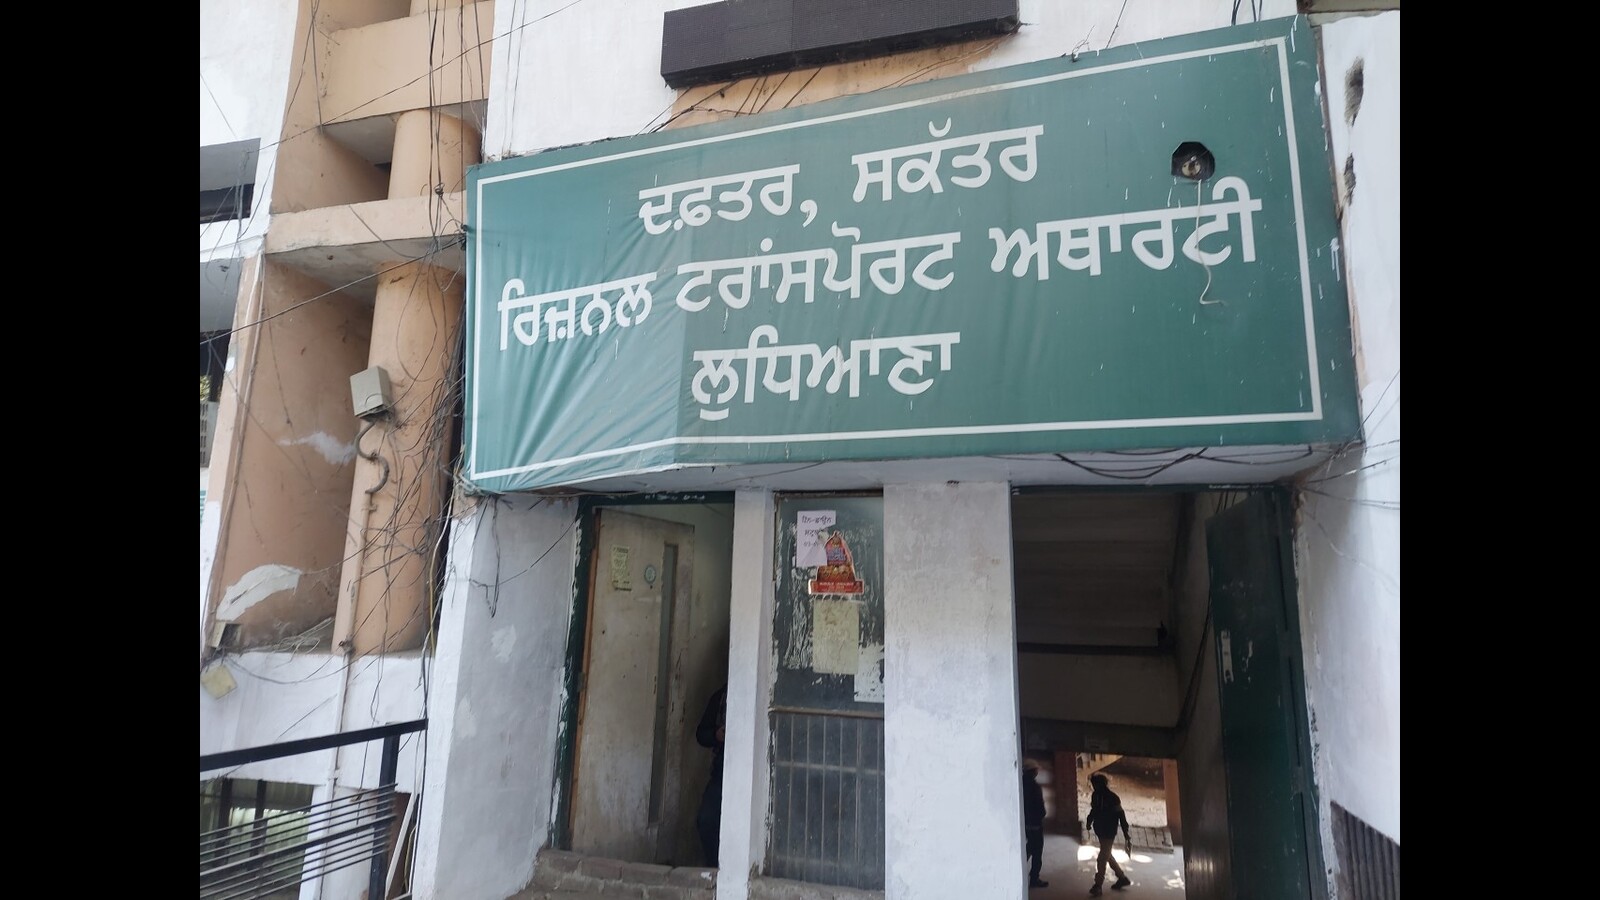 ਦਫ਼ਤਰ, ਸਕੱਤਰ
ਰਿਜ਼ਨਲ ਟਰਾਂਸਪੋਰਟ ਅਥਾਰਟੀ
ਲੁਧਿਆਣਾ